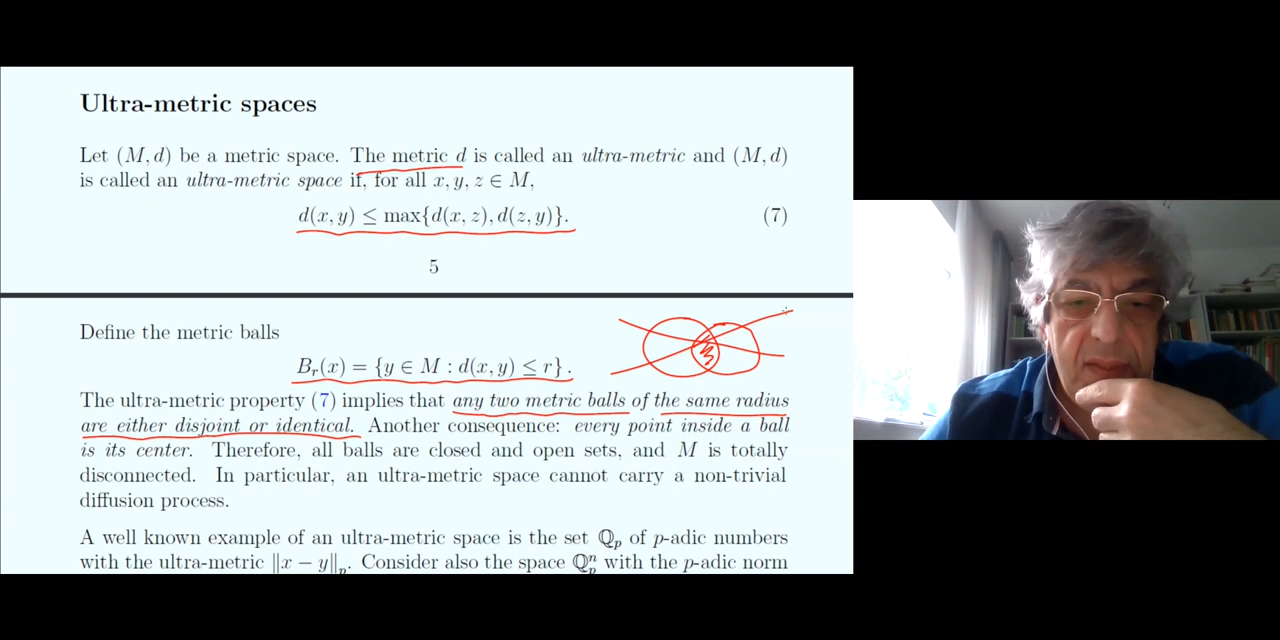 Ultra-metric spaces
Let (M, d) be a metric space. The metric d is called an ultra-metric and (M, d)
is called an ultra-metric space if, for all x, y, z ∈ M,
d(x, y) ≤ max{d(x, z), d(z, y)}. (7)
5
Define the metric balls
B_r(x) = {y ∈ M : d(x, y) ≤ r} .
The ultra-metric property (7) implies that any two metric balls of the same radius
are either disjoint or identical. Another consequence: every point inside a ball
is its center. Therefore, all balls are closed and open sets, and M is totally
disconnected. In particular, an ultra-metric space cannot carry a non-trivial
diffusion process.
A well known example of an ultra-metric space is the set ℚ_p of p-adic numbers
with the ultra-metric ‖x − y‖_p. Consider also the space ℚ_p^n with the p-adic norm